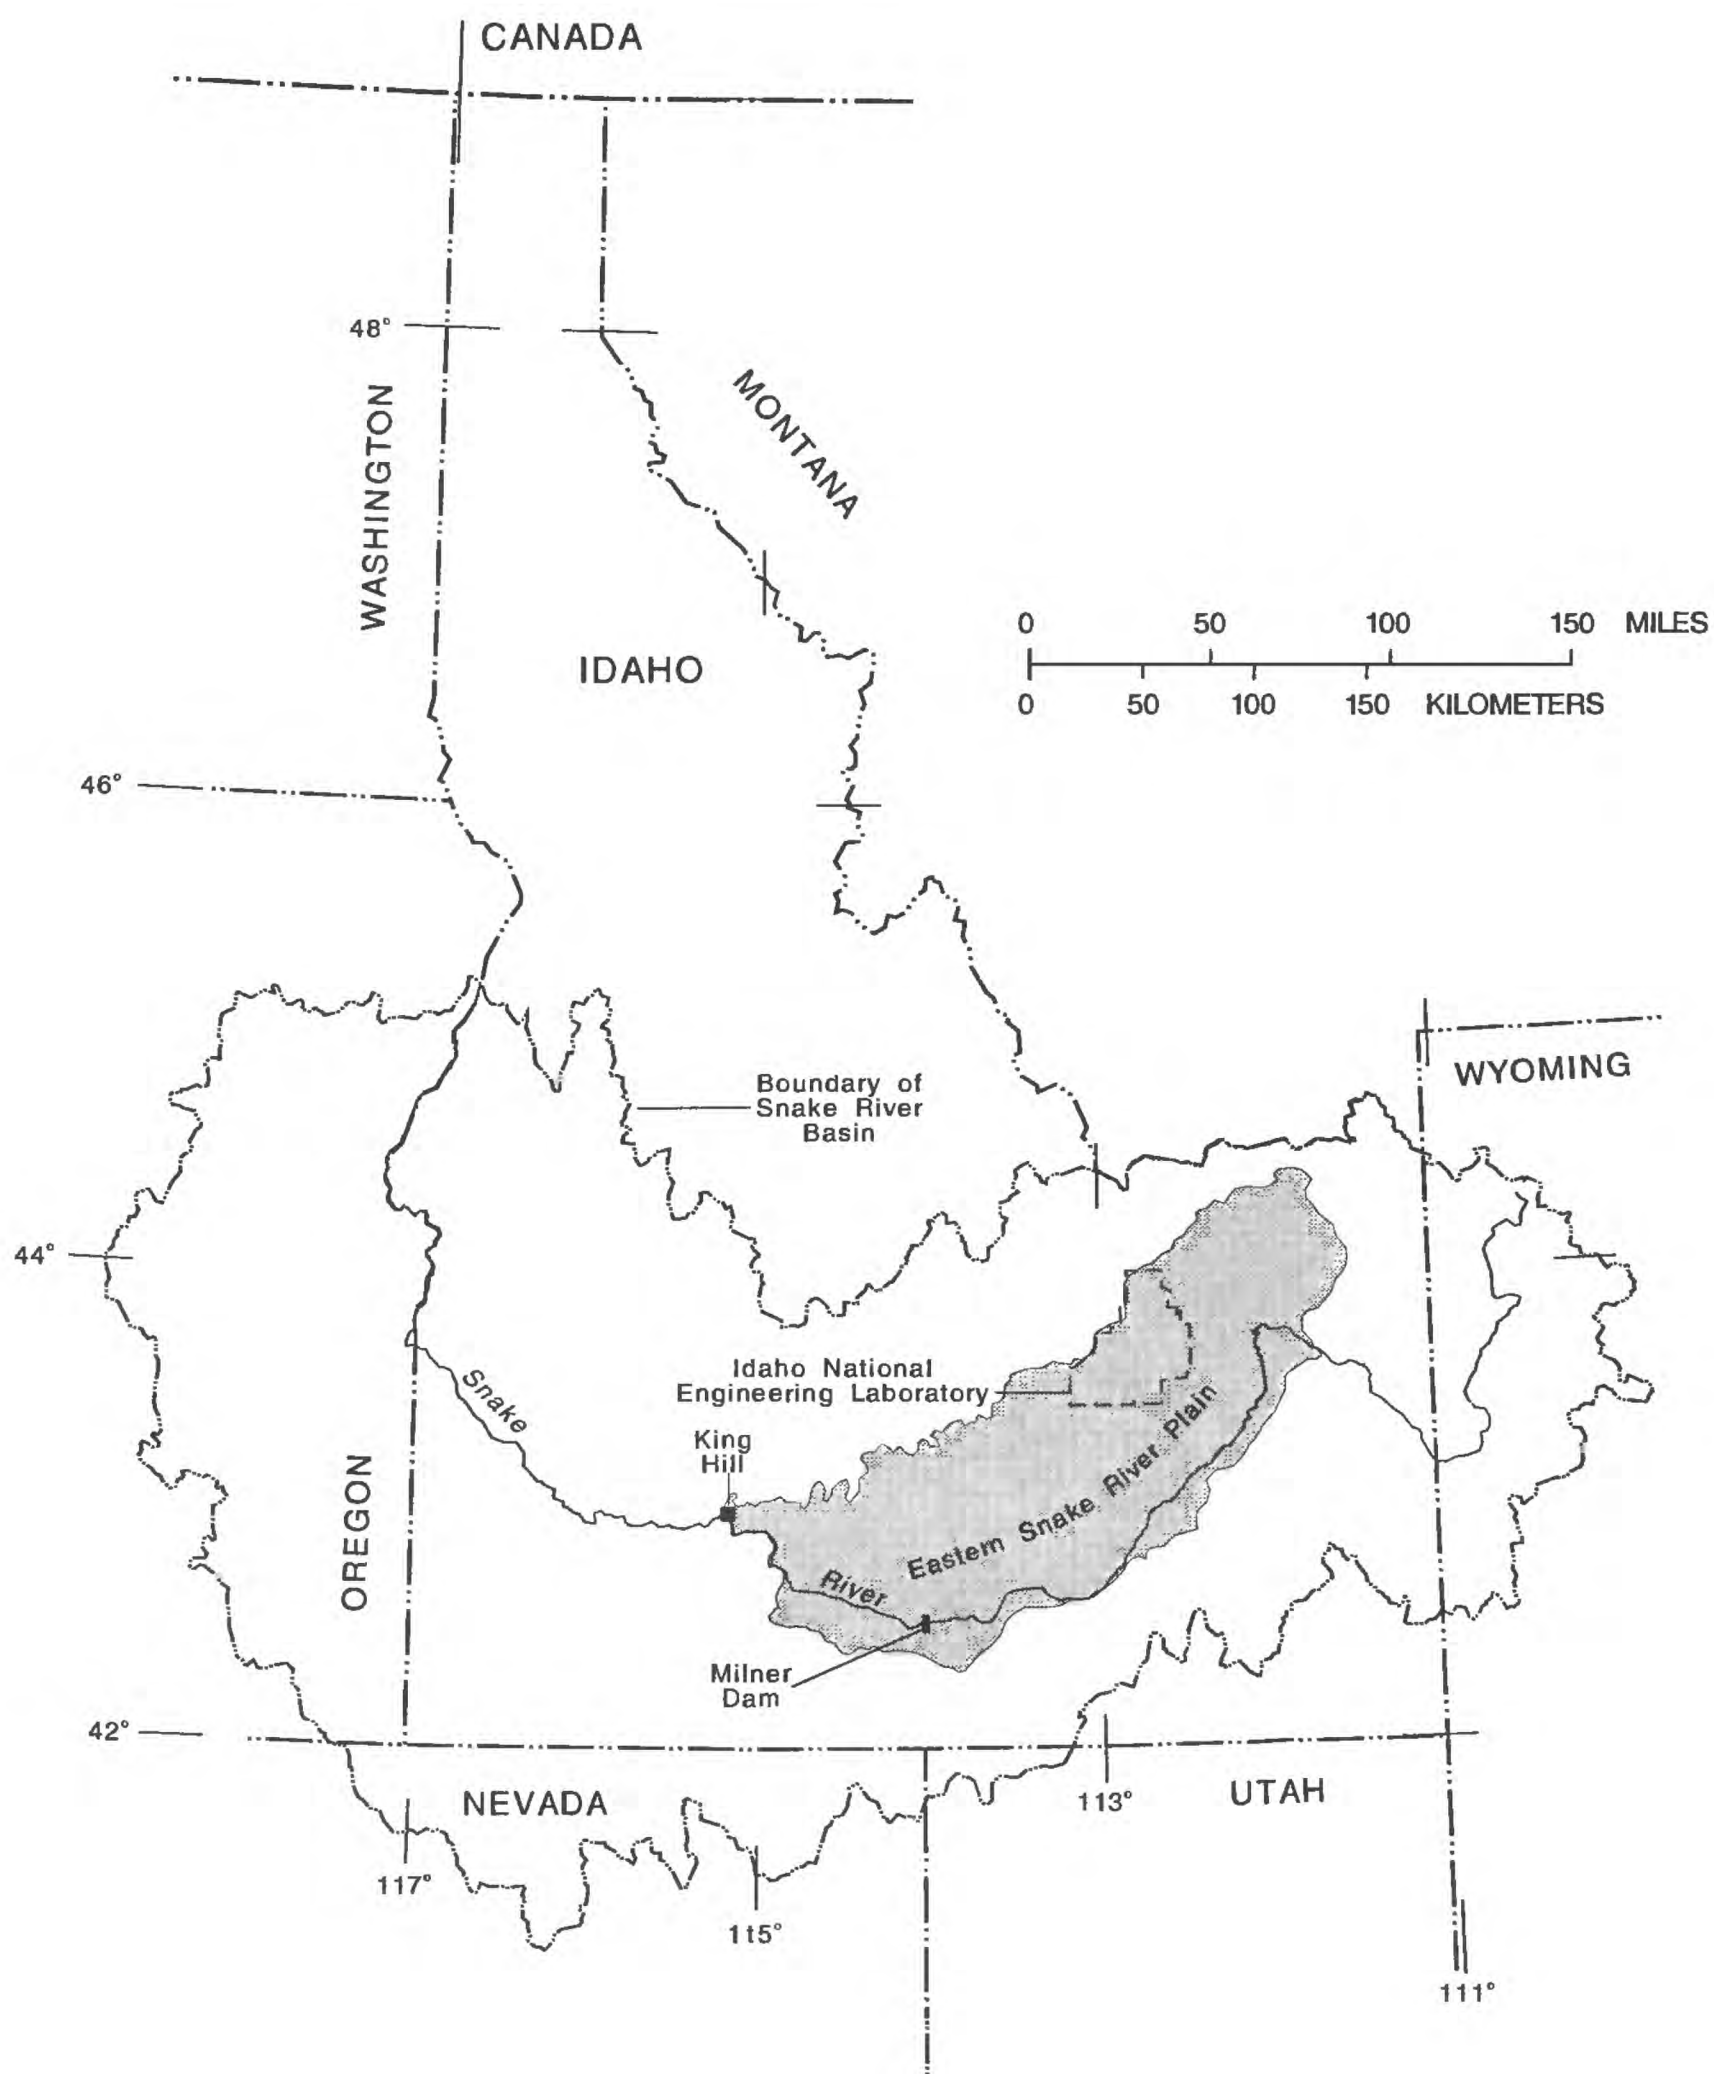 CANADA
48°
WASHINGTON
MONTANA
IDAHO
0 50 100 150 MILES
0 50 100 150 KILOMETERS
46°
WYOMING
Boundary of
Snake River
Basin
44°
Snake
Idaho National
Engineering Laboratory
King
Hill
Eastern Snake River Plain
OREGON
River
Milner
Dam
42°
NEVADA
UTAH
113°
117°
115°
111°